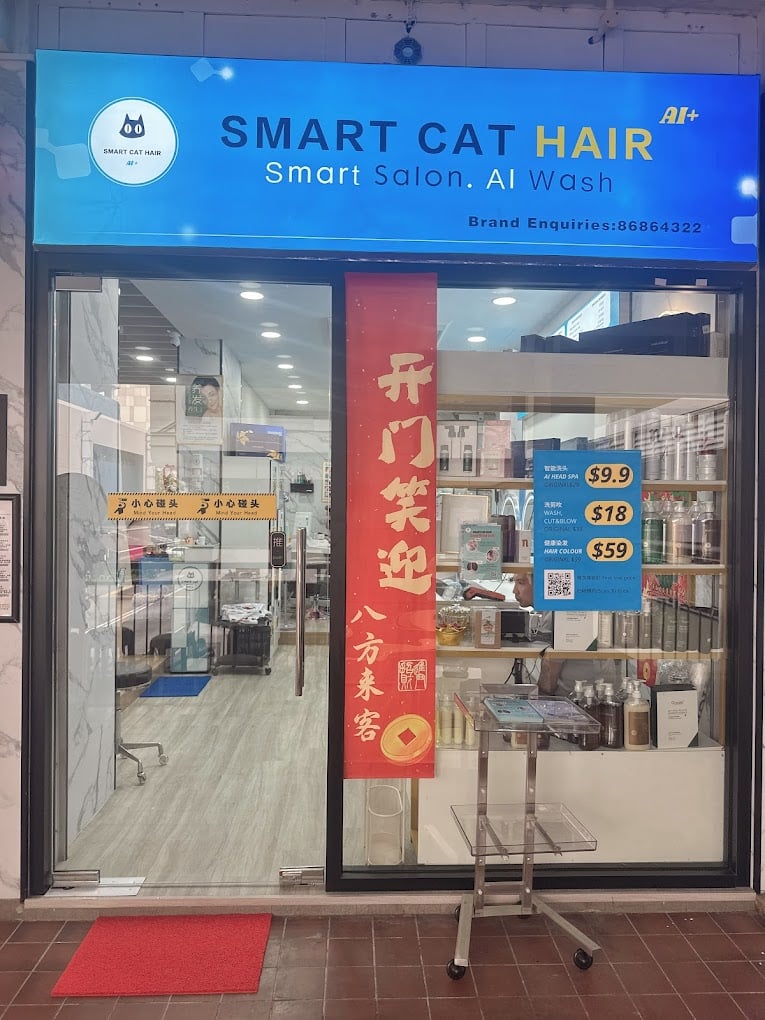 AI+
SMART CAT HAIR
Smart Salon. AI Wash
Brand Enquiries:86864322
SMART CAT HAIR
AI+
开门笑迎
八方来客
小心碰头
Mind Your Head
小心碰头
Mind Your Head
推
养发
智能洗头
AI HEAD SPA
$9.9
洗剪吹
WASH,
CUT&BLOW
$18
健康染发
HAIR COLOUR
$59